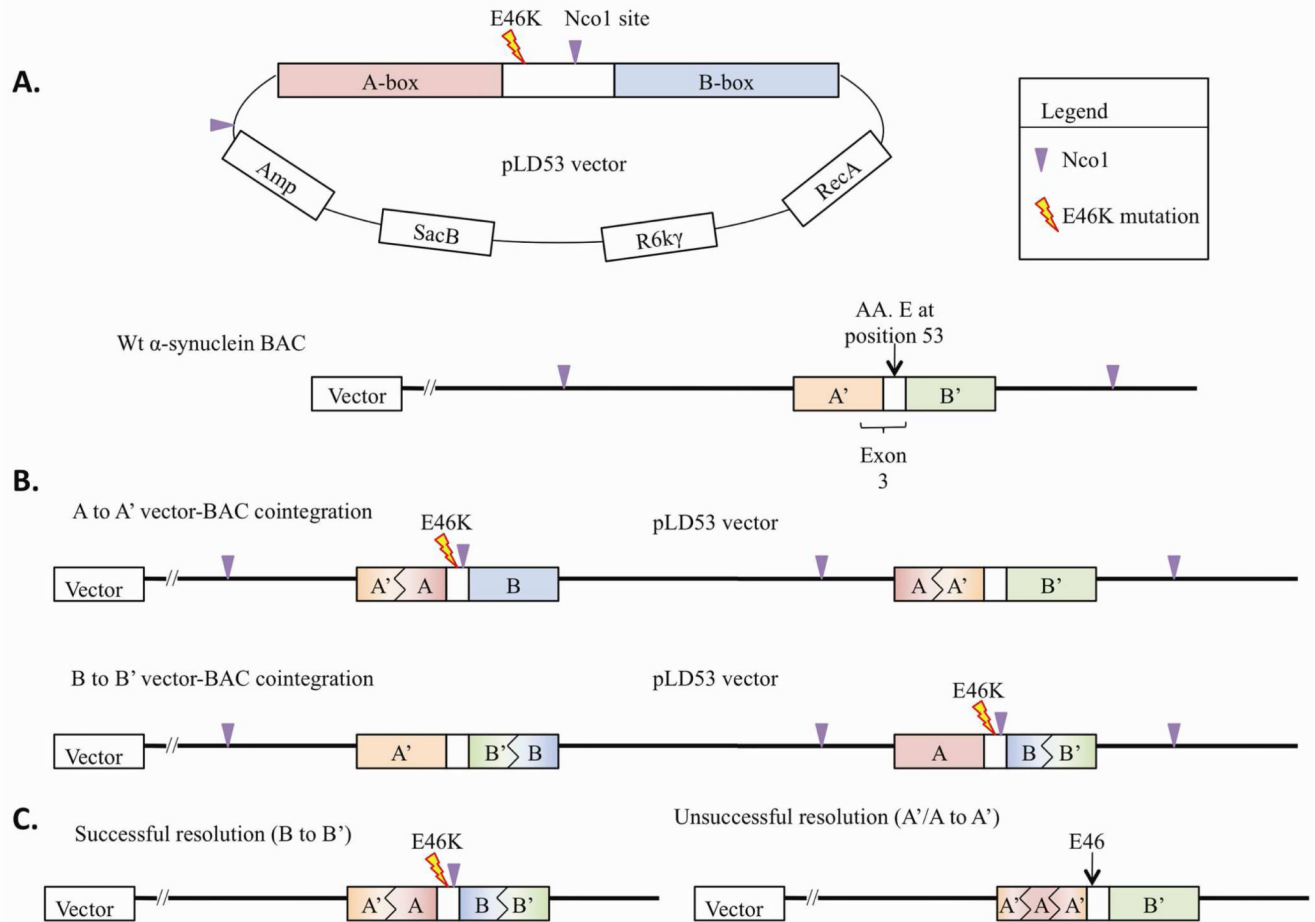 A.
E46K
Nco1 site
A-box
B-box
Amp
SacB
pLD53 vector
R6kγ
RecA
Legend
Nco1
E46K mutation
Wt α-synuclein BAC
AA. E at
position 53
Vector
A’
B’
Exon
3
B.
A to A’ vector-BAC cointegration
pLD53 vector
E46K
Vector
A’
A
B
A
A’
B’
B to B’ vector-BAC cointegration
pLD53 vector
E46K
Vector
A’
B’
B
A
B
B’
C.
Successful resolution (B to B’)
E46K
Vector
A’
A
B
B’
Unsuccessful resolution (A’/A to A’)
E46
Vector
A’
A
A’
B’